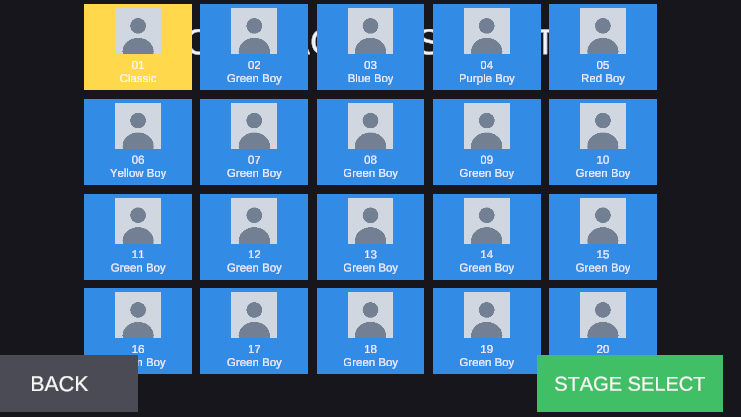 01
Classic
02
Green Boy
03
Blue Boy
04
Purple Boy
05
Red Boy
06
Yellow Boy
07
Green Boy
08
Green Boy
09
Green Boy
10
Green Boy
11
Green Boy
12
Green Boy
13
Green Boy
14
Green Boy
15
Green Boy
16
Boy
17
Green Boy
18
Green Boy
19
Green Boy
20
BACK
STAGE SELECT